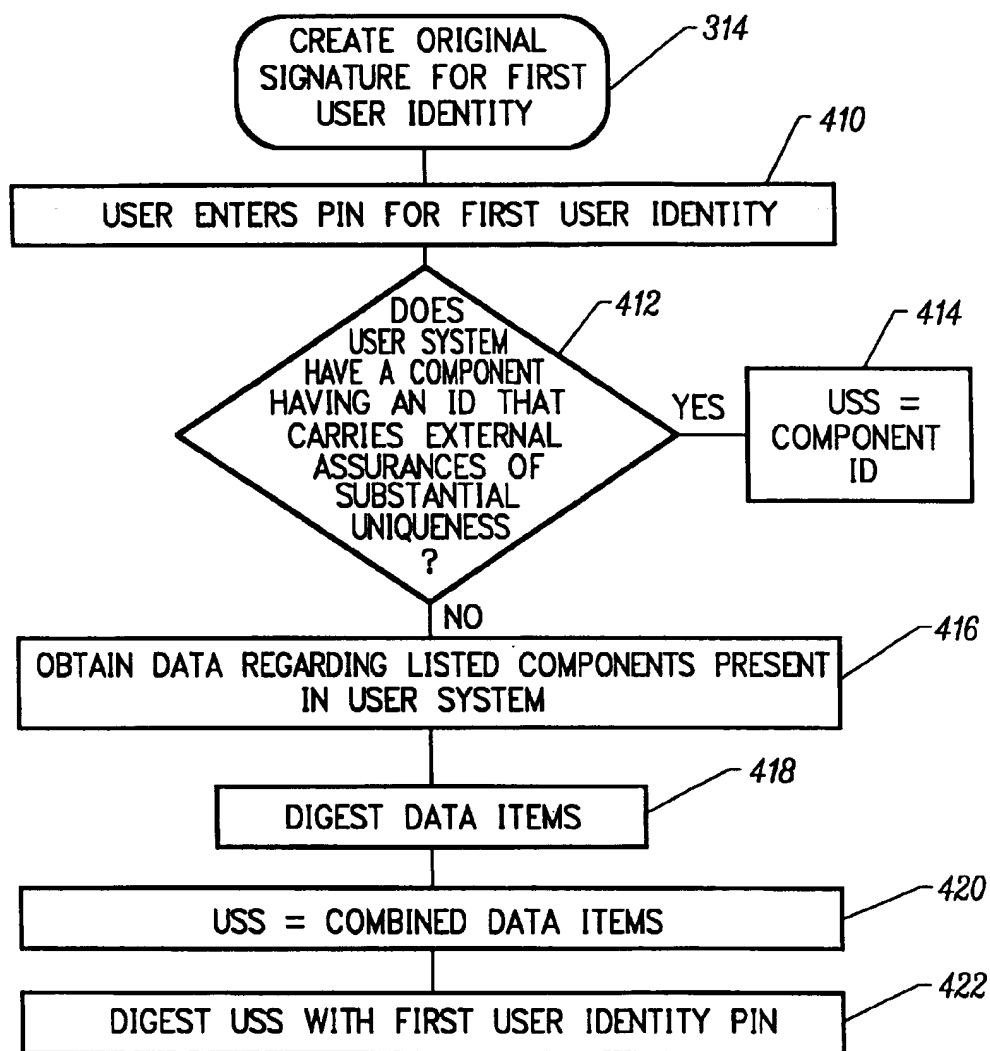 CREATE ORIGINAL
SIGNATURE FOR FIRST
USER IDENTITY
314
410
USER ENTERS PIN FOR FIRST USER IDENTITY
412
DOES
USER SYSTEM
HAVE A COMPONENT
HAVING AN ID THAT
CARRIES EXTERNAL
ASSURANCES OF
SUBSTANTIAL
UNIQUENESS
?
YES
414
USS =
COMPONENT
ID
NO
416
OBTAIN DATA REGARDING LISTED COMPONENTS PRESENT
IN USER SYSTEM
418
DIGEST DATA ITEMS
420
USS = COMBINED DATA ITEMS
422
DIGEST USS WITH FIRST USER IDENTITY PIN